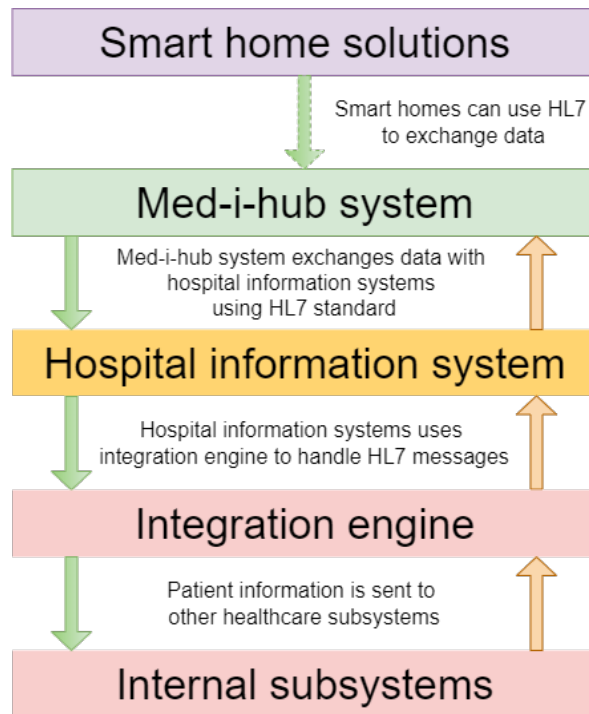 Smart home solutions
Smart homes can use HL7
to exchange data
Med-i-hub system
Med-i-hub system exchanges data with
hospital information systems
using HL7 standard
Hospital information system
Hospital information systems uses
integration engine to handle HL7 messages
Integration engine
Patient information is sent to
other healthcare subsystems
Internal subsystems